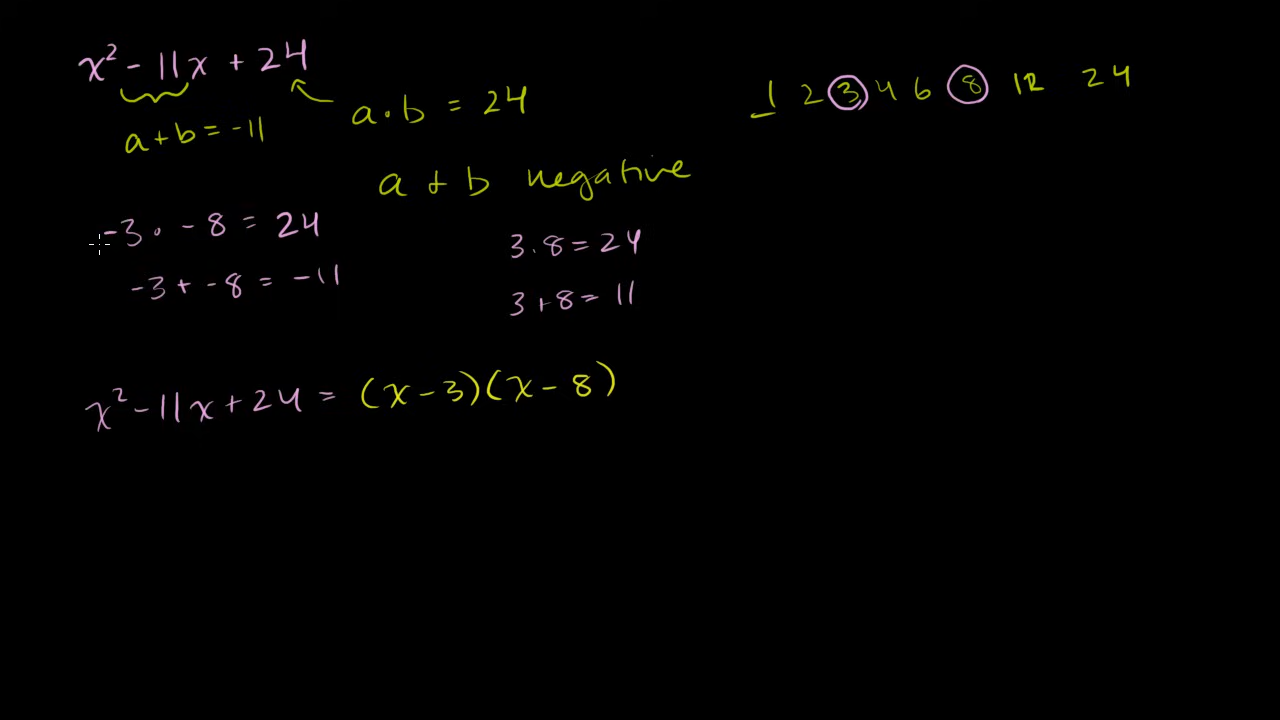 x² - 11x + 24
1 2 3 4 6 8 12 24
a · b = 24
a + b = -11
a + b negative
-3 · -8 = 24
3 · 8 = 24
-3 + -8 = -11
3 + 8 = 11
x² - 11x + 24 = (x - 3)(x - 8)